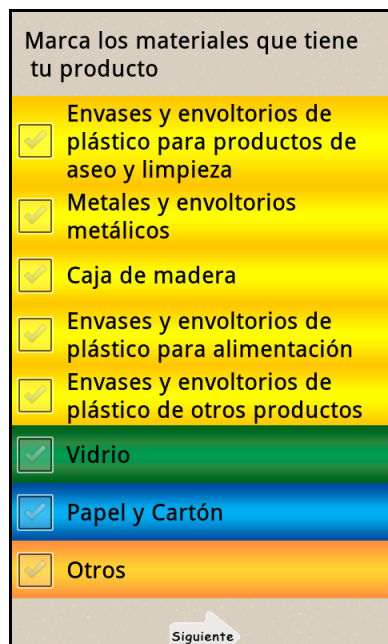 Marca los materiales que tiene
tu producto
Envases y envoltorios de
plástico para productos de
aseo y limpieza
Metales y envoltorios
metálicos
Caja de madera
Envases y envoltorios de
plástico para alimentación
Envases y envoltorios de
plástico de otros productos
Vidrio
Papel y Cartón
Otros
Siguiente